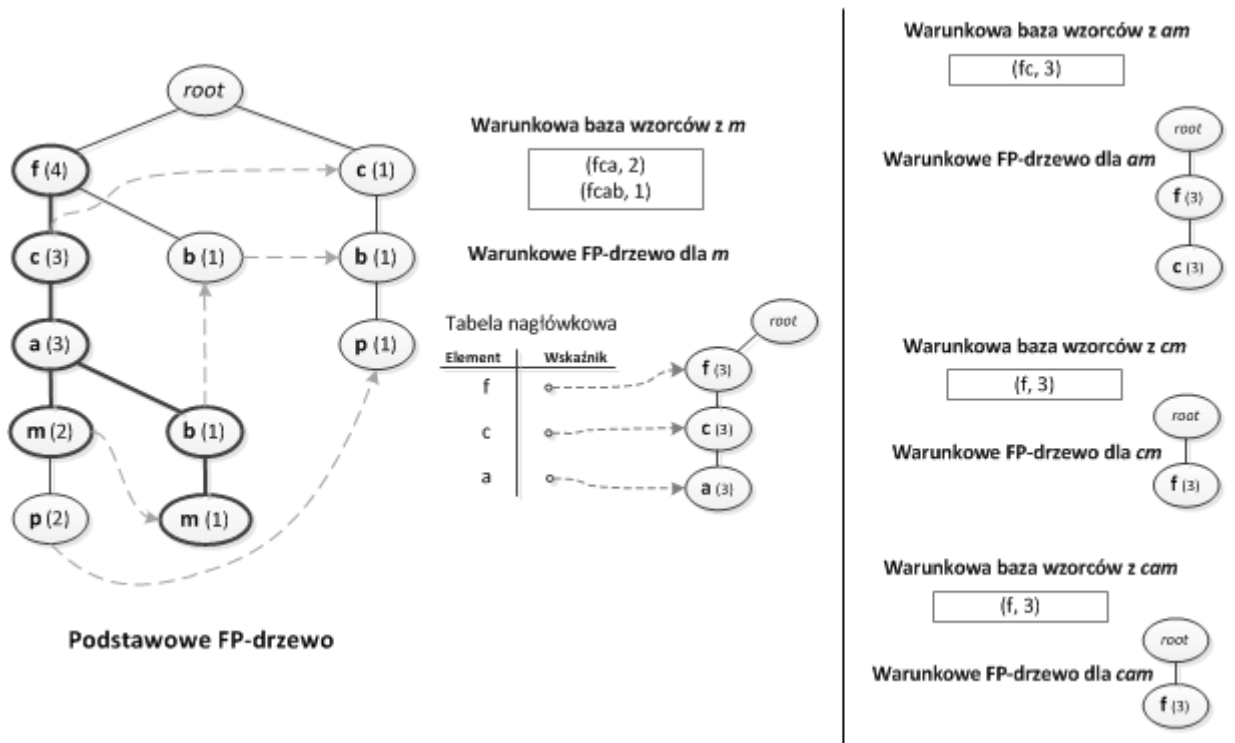 root
f (4)
c (1)
c (3)
b (1)
b (1)
a (3)
p (1)
m (2)
b (1)
p (2)
m (1)
Podstawowe FP-drzewo
Warunkowa baza wzorców z m
(fca, 2)
(fcab, 1)
Warunkowe FP-drzewo dla m
Tabela nagłówkowa
Element Wskaźnik
f
c
a
root
f (3)
c (3)
a (3)
Warunkowa baza wzorców z am
(fc, 3)
Warunkowe FP-drzewo dla am
root
f (3)
c (3)
Warunkowa baza wzorców z cm
(f, 3)
Warunkowe FP-drzewo dla cm
root
f (3)
Warunkowa baza wzorców z cam
(f, 3)
Warunkowe FP-drzewo dla cam
root
f (3)